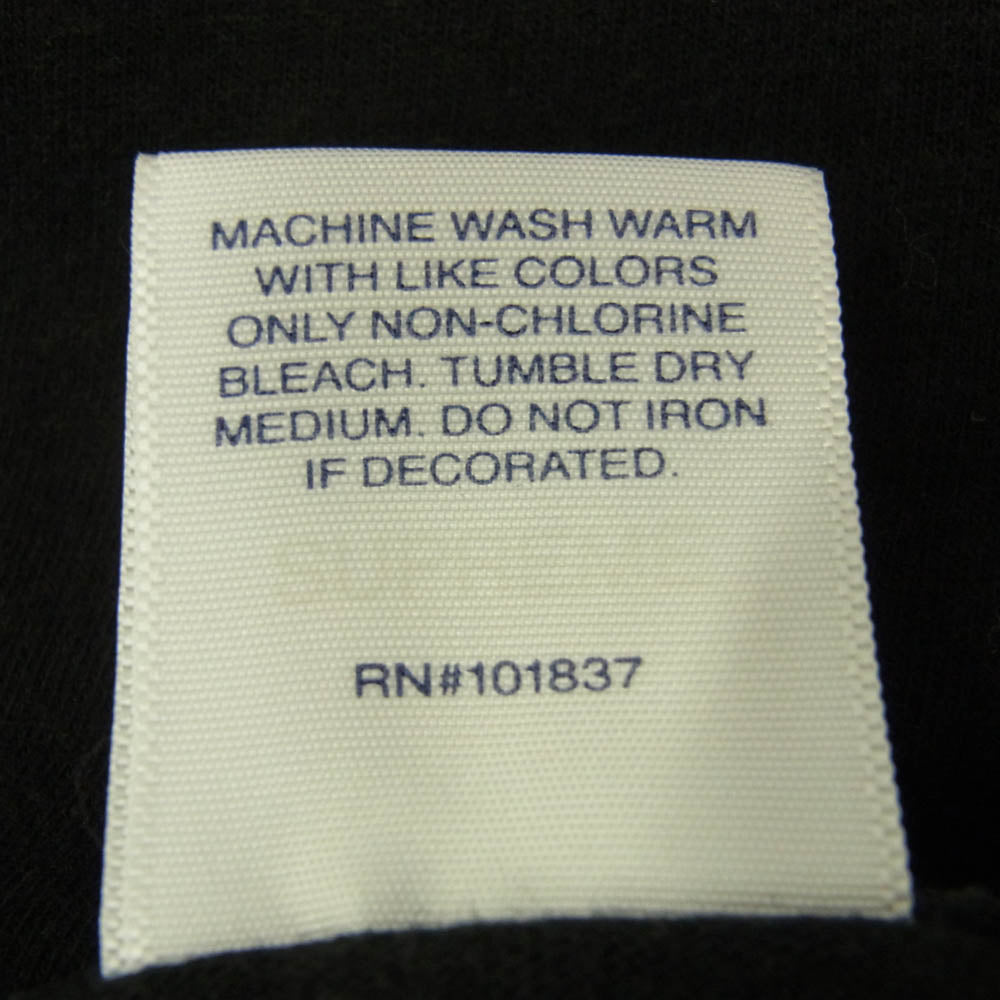 MACHINE WASH WARM
WITH LIKE COLORS
ONLY NON-CHLORINE
BLEACH. TUMBLE DRY
MEDIUM. DO NOT IRON
IF DECORATED.
RN#101837